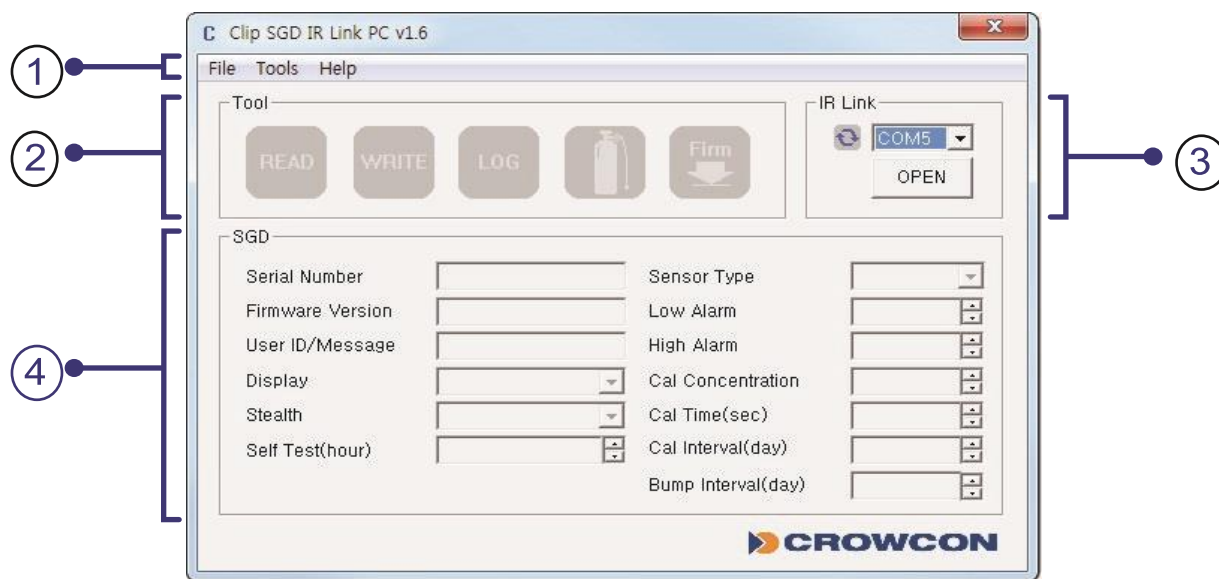 C Clip SGD IR Link PC v1.6
x
1
File Tools Help
2
Tool
READ WRITE LOG Firm
IR Link
COM5
OPEN
3
4
SGD
Serial Number Sensor Type
Firmware Version Low Alarm
User ID/Message High Alarm
Display Cal Concentration
Stealth Cal Time(sec)
Self Test(hour) Cal Interval(day)
Bump Interval(day)
CROWCON